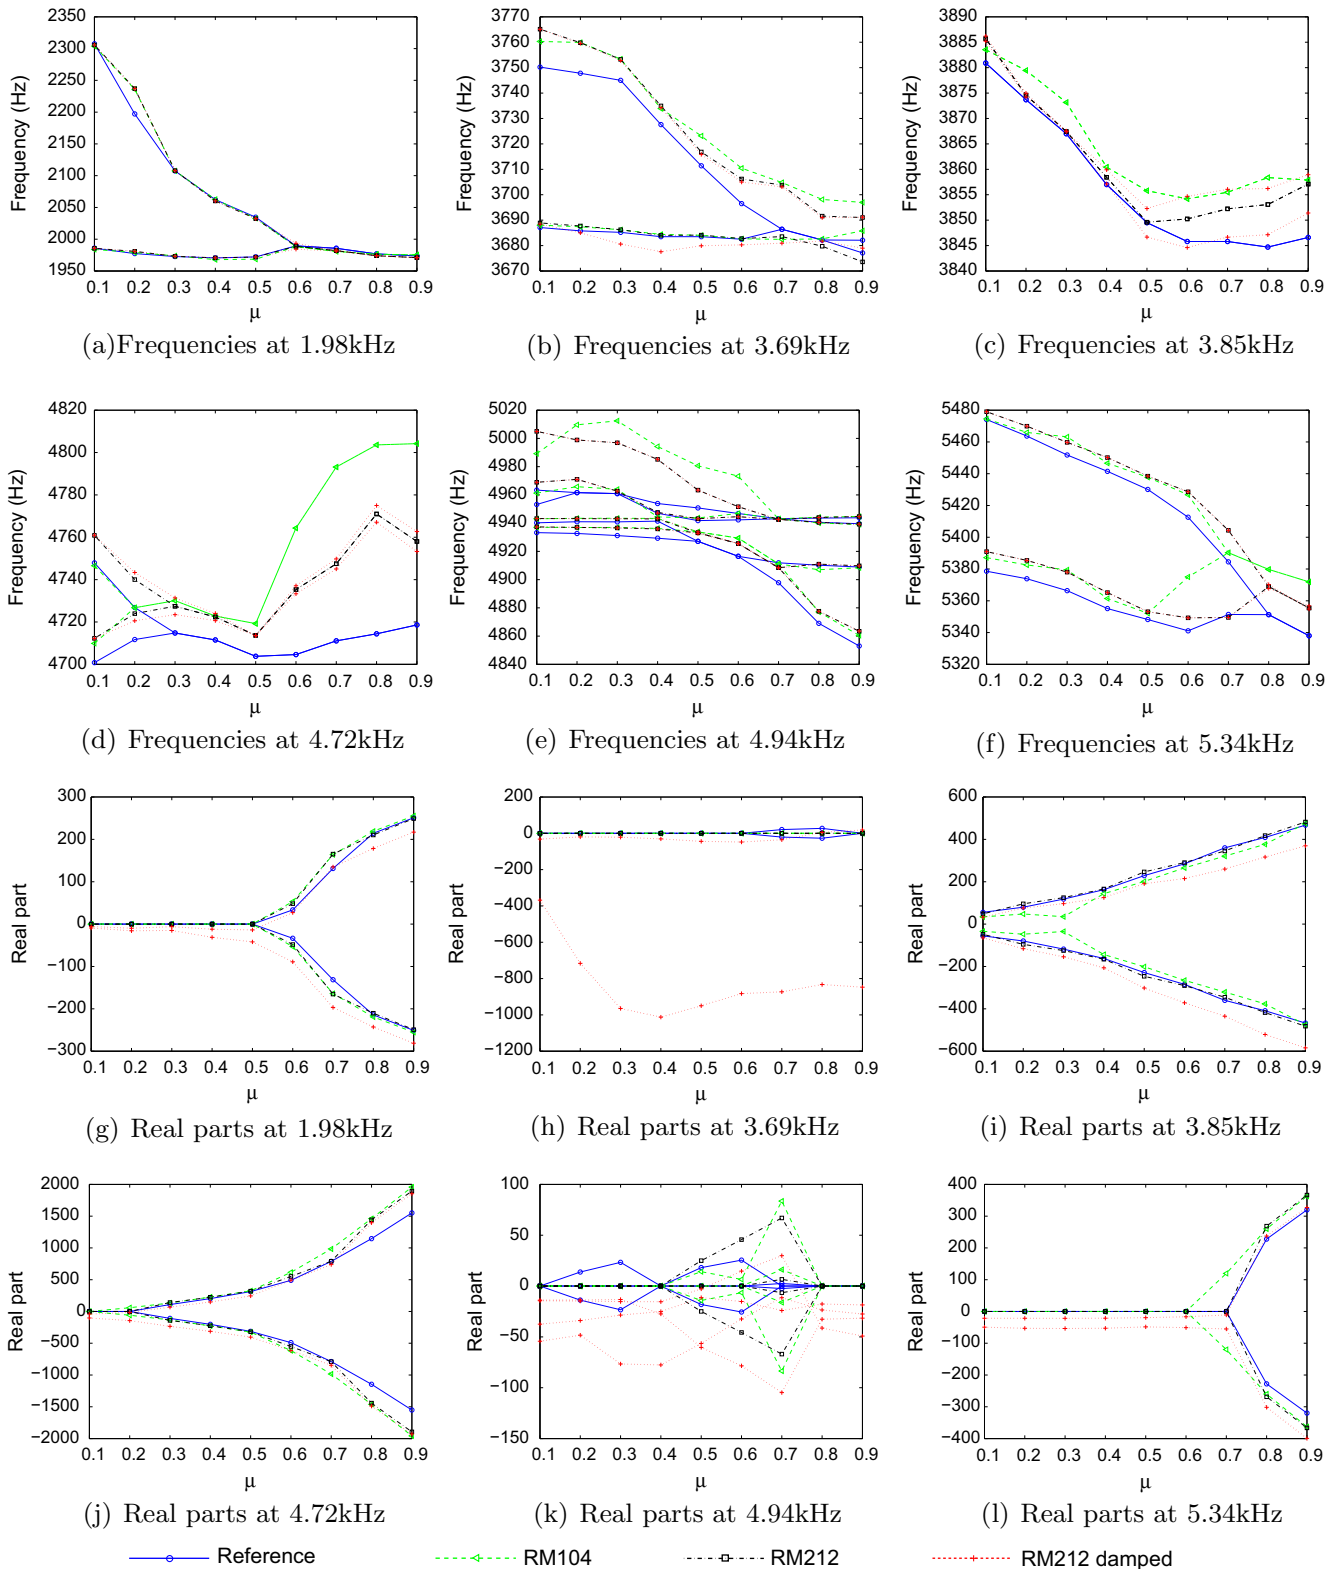 2350
2300
2250
2200
2150
2100
2050
2000
1950
Frequency (Hz)
0.1 0.2 0.3 0.4 0.5 0.6 0.7 0.8 0.9
μ
(a)Frequencies at 1.98kHz
3770
3760
3750
3740
3730
3720
3710
3700
3690
3680
3670
Frequency (Hz)
0.1 0.2 0.3 0.4 0.5 0.6 0.7 0.8 0.9
μ
(b) Frequencies at 3.69kHz
3890
3885
3880
3875
3870
3865
3860
3855
3850
3845
3840
Frequency (Hz)
0.1 0.2 0.3 0.4 0.5 0.6 0.7 0.8 0.9
μ
(c) Frequencies at 3.85kHz
4820
4800
4780
4760
4740
4720
4700
Frequency (Hz)
0.1 0.2 0.3 0.4 0.5 0.6 0.7 0.8 0.9
μ
(d) Frequencies at 4.72kHz
5020
5000
4980
4960
4940
4920
4900
4880
4860
4840
Frequency (Hz)
0.1 0.2 0.3 0.4 0.5 0.6 0.7 0.8 0.9
μ
(e) Frequencies at 4.94kHz
5480
5460
5440
5420
5400
5380
5360
5340
5320
Frequency (Hz)
0.1 0.2 0.3 0.4 0.5 0.6 0.7 0.8 0.9
μ
(f) Frequencies at 5.34kHz
300
200
100
0
−100
−200
−300
Real part
0.1 0.2 0.3 0.4 0.5 0.6 0.7 0.8 0.9
μ
(g) Real parts at 1.98kHz
200
0
−200
−400
−600
−800
−1000
−1200
Real part
0.1 0.2 0.3 0.4 0.5 0.6 0.7 0.8 0.9
μ
(h) Real parts at 3.69kHz
600
400
200
0
−200
−400
−600
Real part
0.1 0.2 0.3 0.4 0.5 0.6 0.7 0.8 0.9
μ
(i) Real parts at 3.85kHz
2000
1500
1000
500
0
−500
−1000
−1500
−2000
Real part
0.1 0.2 0.3 0.4 0.5 0.6 0.7 0.8 0.9
μ
(j) Real parts at 4.72kHz
100
50
0
−50
−100
−150
Real part
0.1 0.2 0.3 0.4 0.5 0.6 0.7 0.8 0.9
μ
(k) Real parts at 4.94kHz
400
300
200
100
0
−100
−200
−300
−400
Real part
0.1 0.2 0.3 0.4 0.5 0.6 0.7 0.8 0.9
μ
(l) Real parts at 5.34kHz
Reference RM104 RM212 RM212 damped